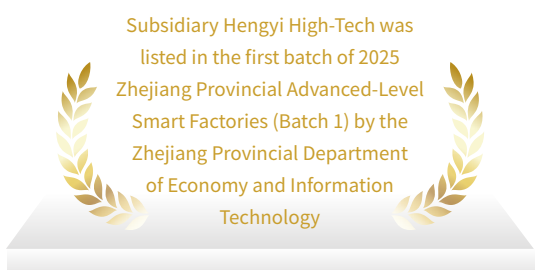 Subsidiary Hengyi High-Tech was
listed in the first batch of 2025
Zhejiang Provincial Advanced-Level
Smart Factories (Batch 1) by the
Zhejiang Provincial Department
of Economy and Information
Technology